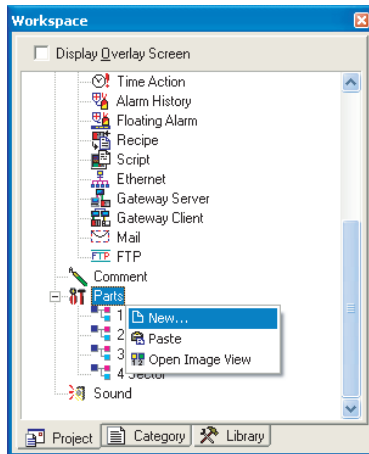 Workspace
Display Overlay Screen
Time Action
Alarm History
Floating Alarm
Recipe
Script
Ethernet
Gateway Server
Gateway Client
Mail
FTP
FTP
Comment
Parts
1
New...
2
Paste
3
Open Image View
4 Sector
Sound
Project Category Library